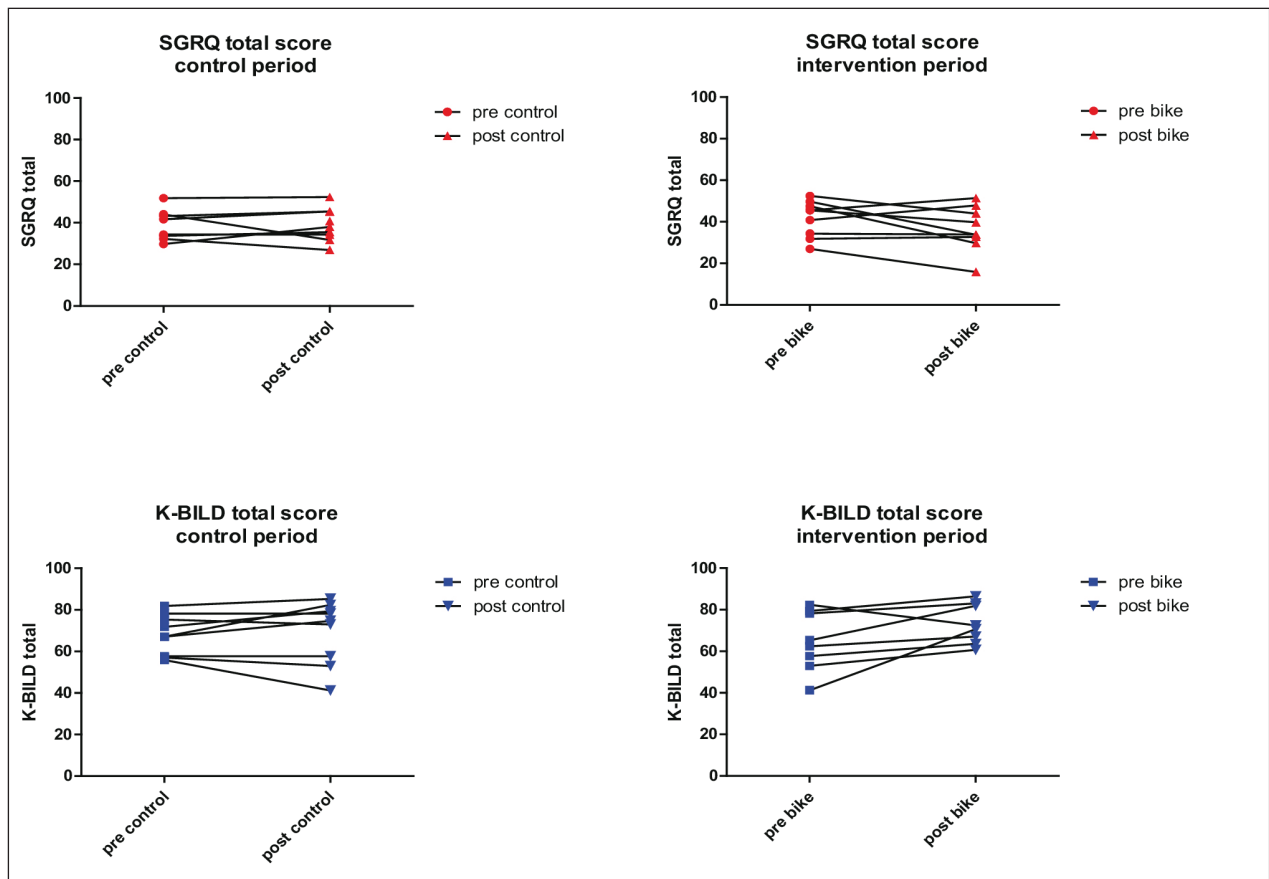 SGRQ total score
control period
100
80
60
40
20
0
SGRQ total
pre control
post control
pre control
post control
SGRQ total score
intervention period
100
80
60
40
20
0
SGRQ total
pre bike
post bike
pre bike
post bike
K-BILD total score
control period
100
80
60
40
20
0
K-BILD total
pre control
post control
pre control
post control
K-BILD total score
intervention period
100
80
60
40
20
0
K-BILD total
pre bike
post bike
pre bike
post bike